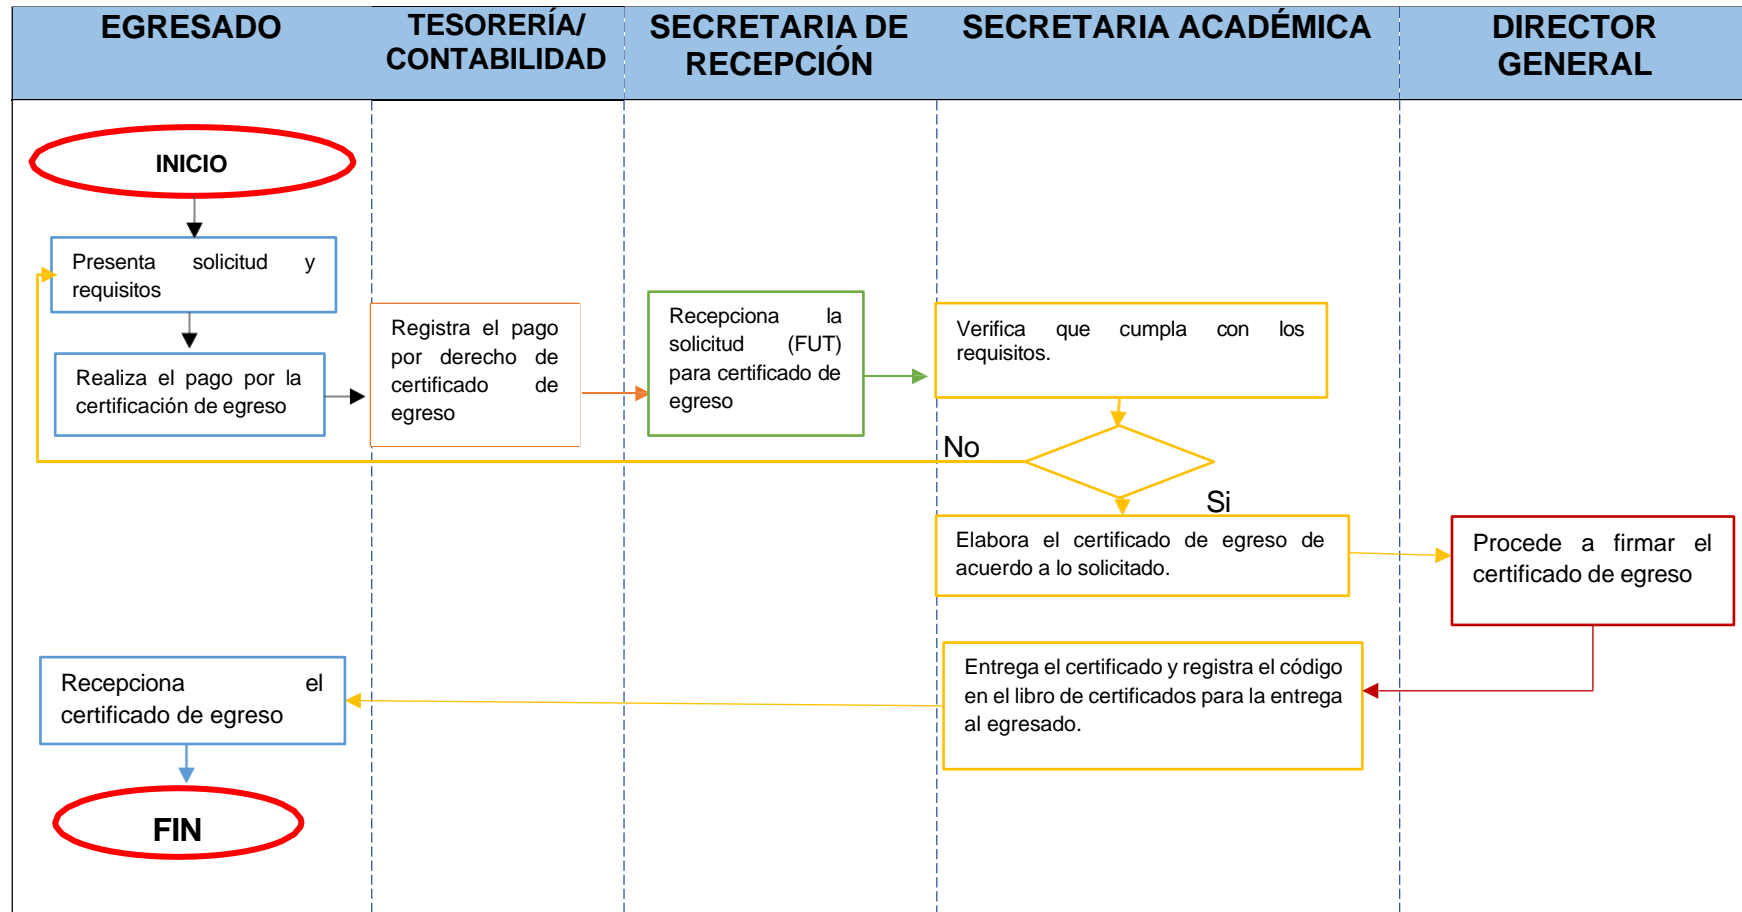 EGRESADO
TESORERÍA/
CONTABILIDAD
SECRETARIA DE
RECEPCIÓN
SECRETARIA ACADÉMICA
DIRECTOR
GENERAL
INICIO
Presenta solicitud y
requisitos
Realiza el pago por la
certificación de egreso
Registra el pago
por derecho de
certificado de
egreso
Recepciona la
solicitud (FUT)
para certificado de
egreso
Verifica que cumpla con los
requisitos.
No
Si
Elabora el certificado de egreso de
acuerdo a lo solicitado.
Procede a firmar el
certificado de egreso
Entrega el certificado y registra el código
en el libro de certificados para la entrega
al egresado.
Recepciona el
certificado de egreso
FIN